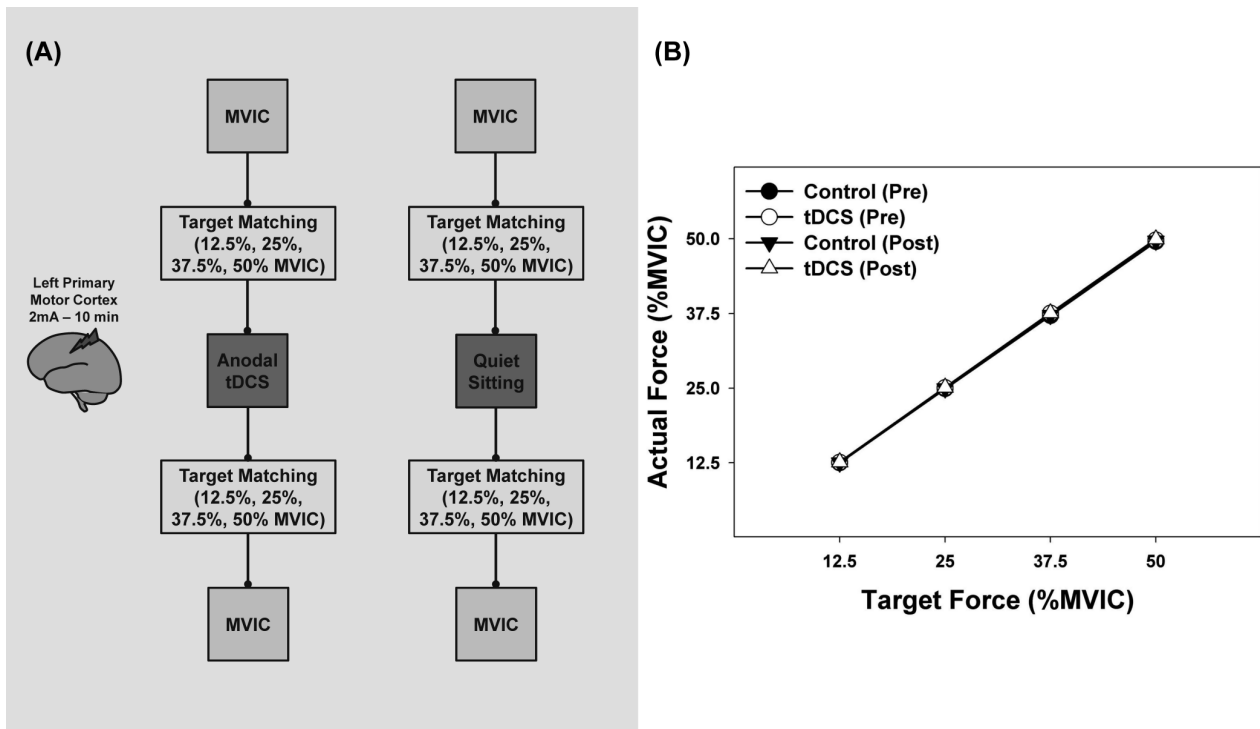 (A)
MVIC
Target Matching
(12.5%, 25%,
37.5%, 50% MVIC)
Left Primary
Motor Cortex
2mA – 10 min
Anodal
tDCS
Target Matching
(12.5%, 25%,
37.5%, 50% MVIC)
MVIC
MVIC
Target Matching
(12.5%, 25%,
37.5%, 50% MVIC)
Quiet
Sitting
Target Matching
(12.5%, 25%,
37.5%, 50% MVIC)
MVIC
(B)
Control (Pre)
tDCS (Pre)
Control (Post)
tDCS (Post)
Actual Force (%MVIC)
50.0
37.5
25.0
12.5
12.5 25 37.5 50
Target Force (%MVIC)